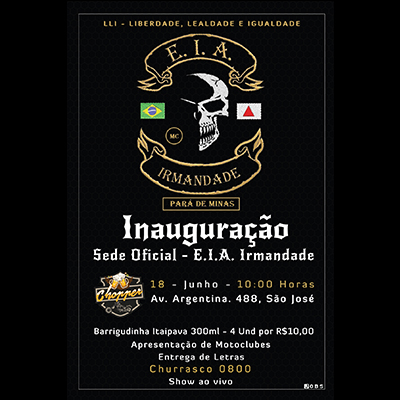 LLI - LIBERDADE, LEALDADE E IGUALDADE
E. I. A.
MC
IRMANDADE
PARÁ DE MINAS
Inauguração
Sede Oficial - E.I.A. Irmandade
Chopper
18 - Junho - 10:00 Horas
Av. Argentina. 488, São José
Barrigudinha Itaipava 300ml - 4 Und por R$10,00
Apresentação de Motoclubes
Entrega de Letras
Churrasco 0800
Show ao vivo